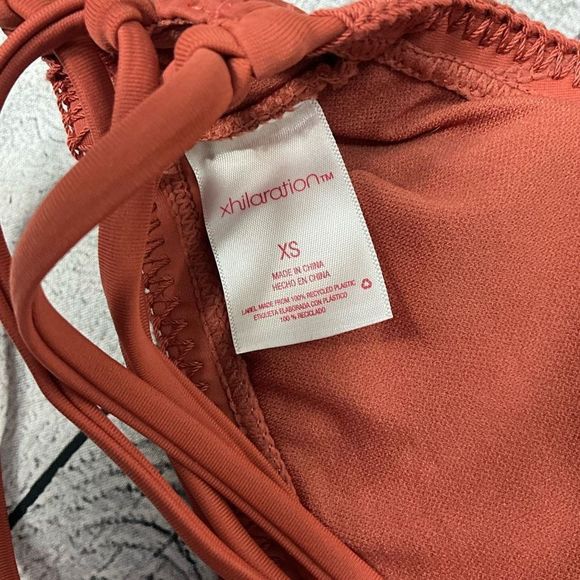 xhilaration™
XS
MADE IN CHINA
HECHO EN CHINA
LABEL MADE FROM 100% RECYCLED PLASTIC
ETIQUETA ELABORADA CON PLÁSTICO
100 % RECICLADO